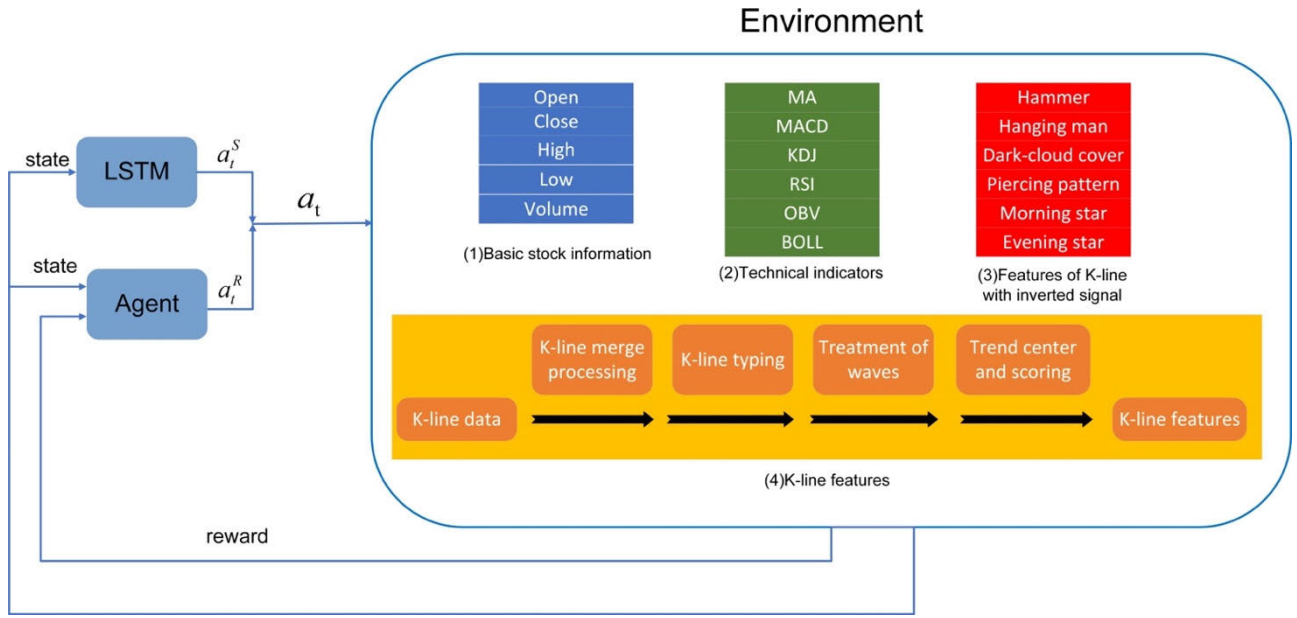 Environment
state
LSTM
a_t^S
a_t
state
Agent
a_t^R
Open
Close
High
Low
Volume
(1)Basic stock information
MA
MACD
KDJ
RSI
OBV
BOLL
(2)Technical indicators
Hammer
Hanging man
Dark-cloud cover
Piercing pattern
Morning star
Evening star
(3)Features of K-line
with inverted signal
K-line data
K-line merge
processing
K-line typing
Treatment of
waves
Trend center
and scoring
K-line features
(4)K-line features
reward